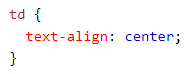 td {
  text-align: center;
}